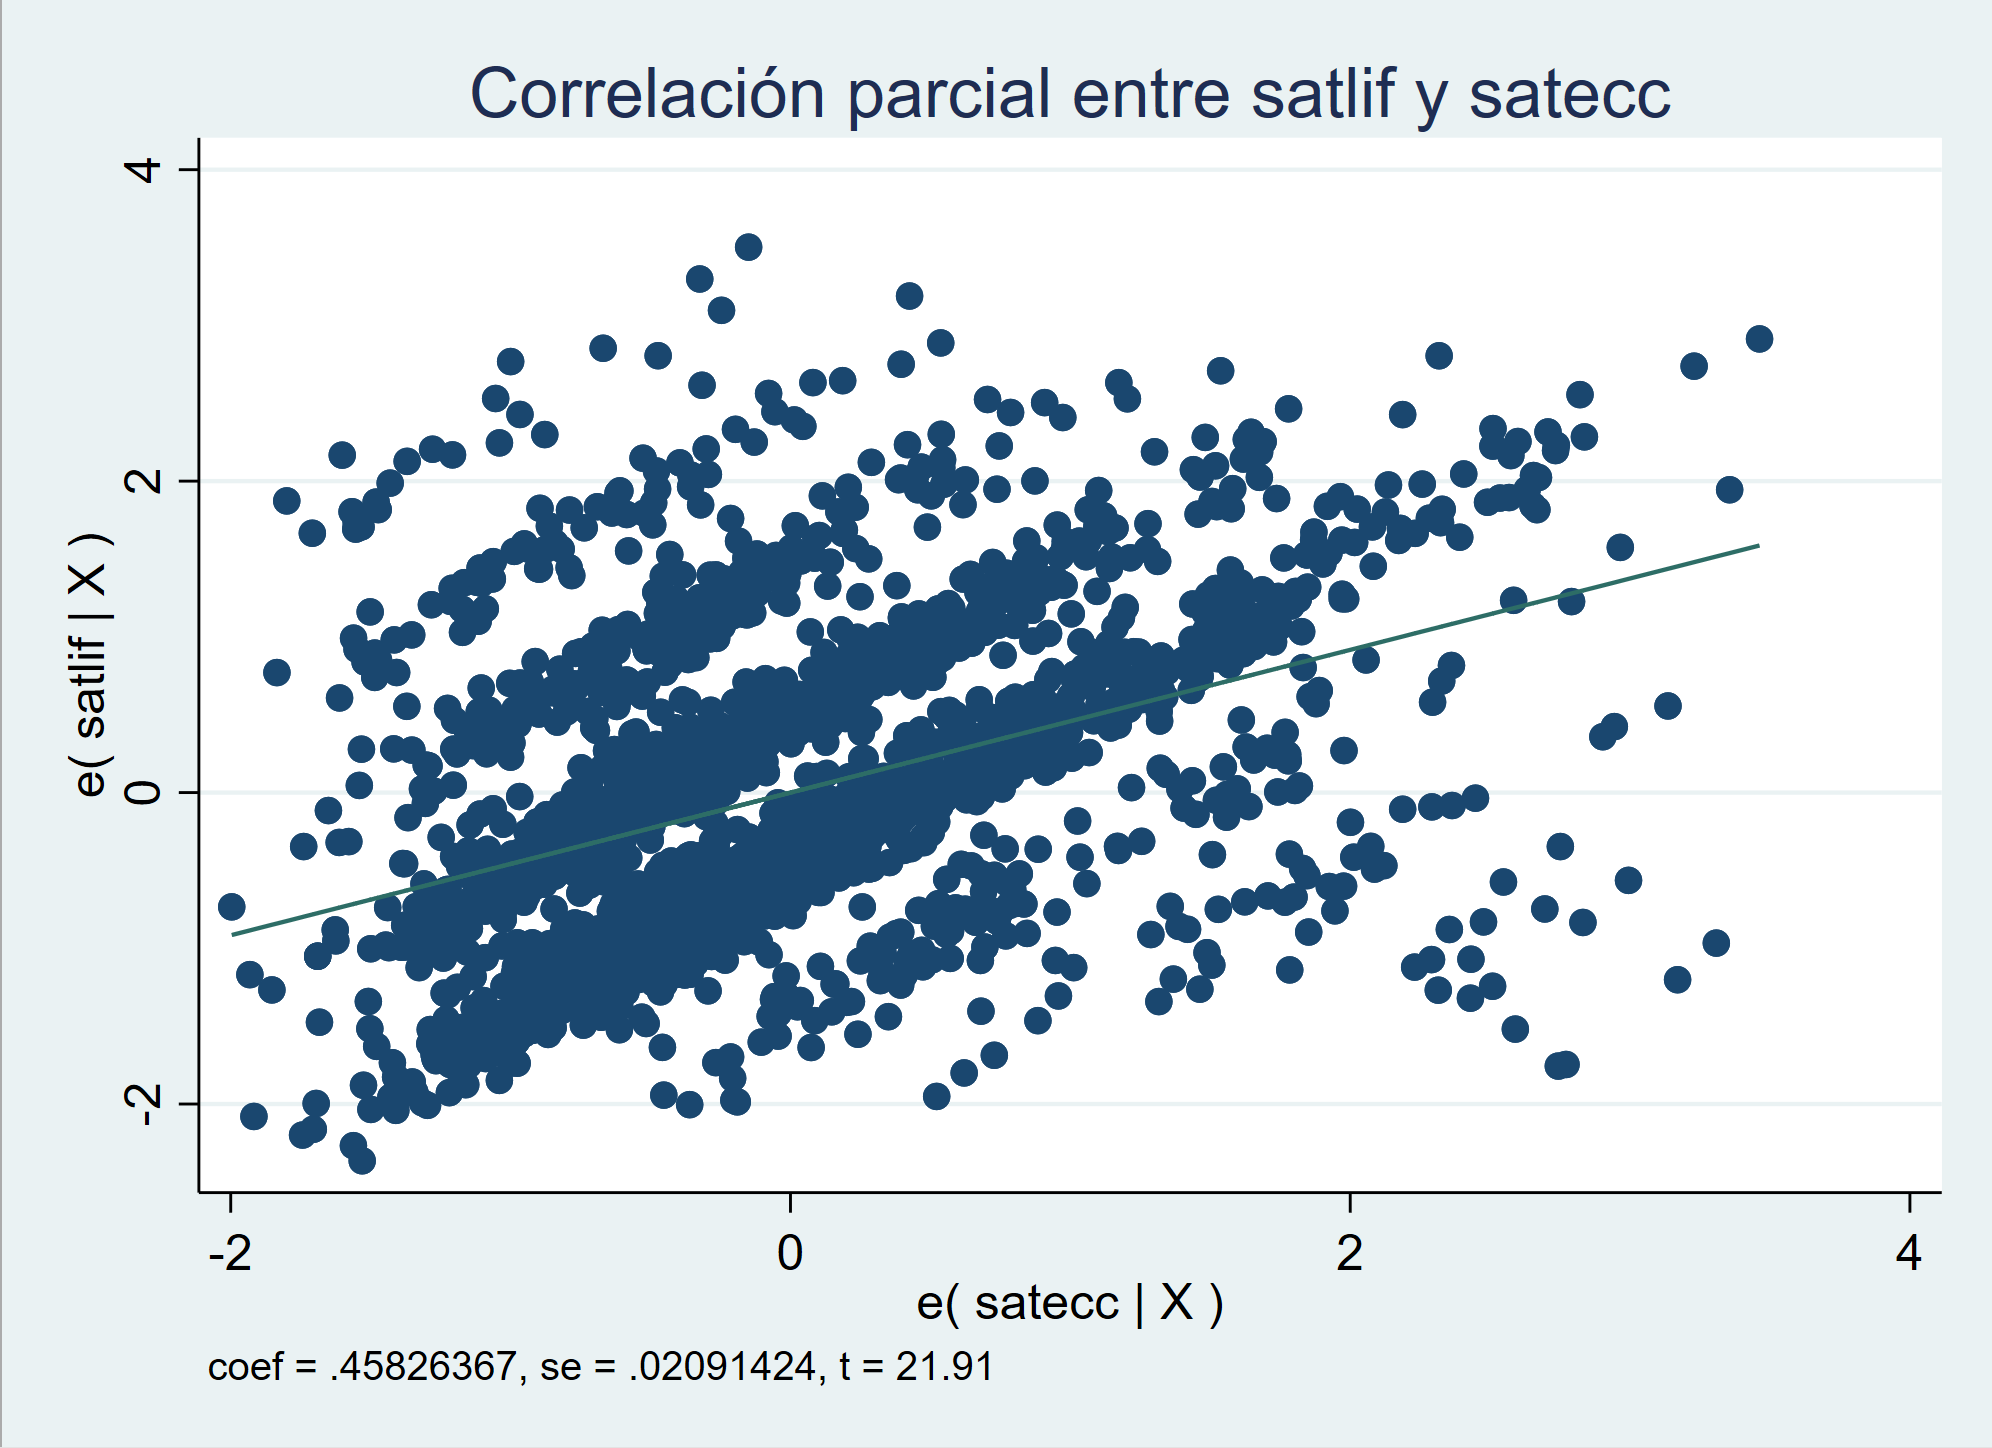 Correlación parcial entre satlif y satecc
4
2
0
-2
e( satlif | X )
-2 0 2 4
e( satecc | X )
coef = .45826367, se = .02091424, t = 21.91